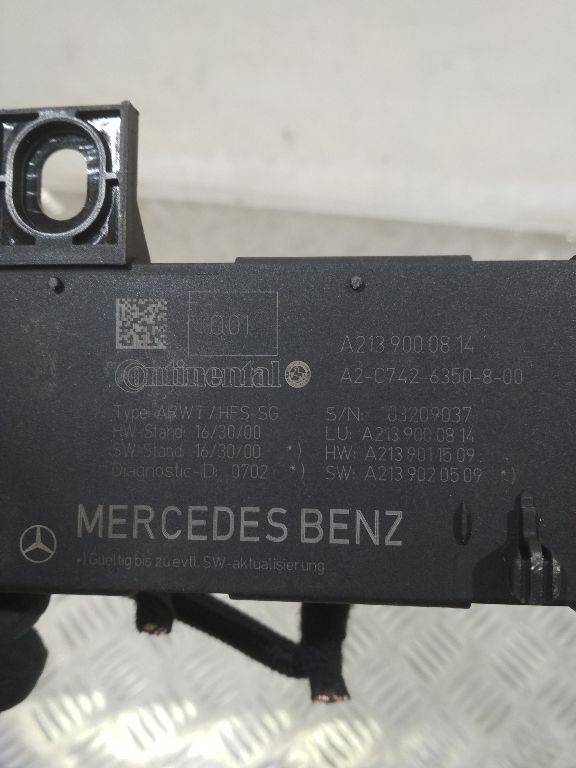 001
A213 900 08 14
Continental
A2-C742-6350-8-00
Type: ARWT/HFS-SG
S/N: 03209037
HW-Stand: 16/30/00
LU: A213 900 08 14
SW-Stand: 16/30/00 *)
HW: A213 901 15 09
Diagnostic-ID: 0702 *)
SW: A213 902 05 09 *)
MERCEDES BENZ
*) Gueltig bis zu evtl. SW-aktualisierung